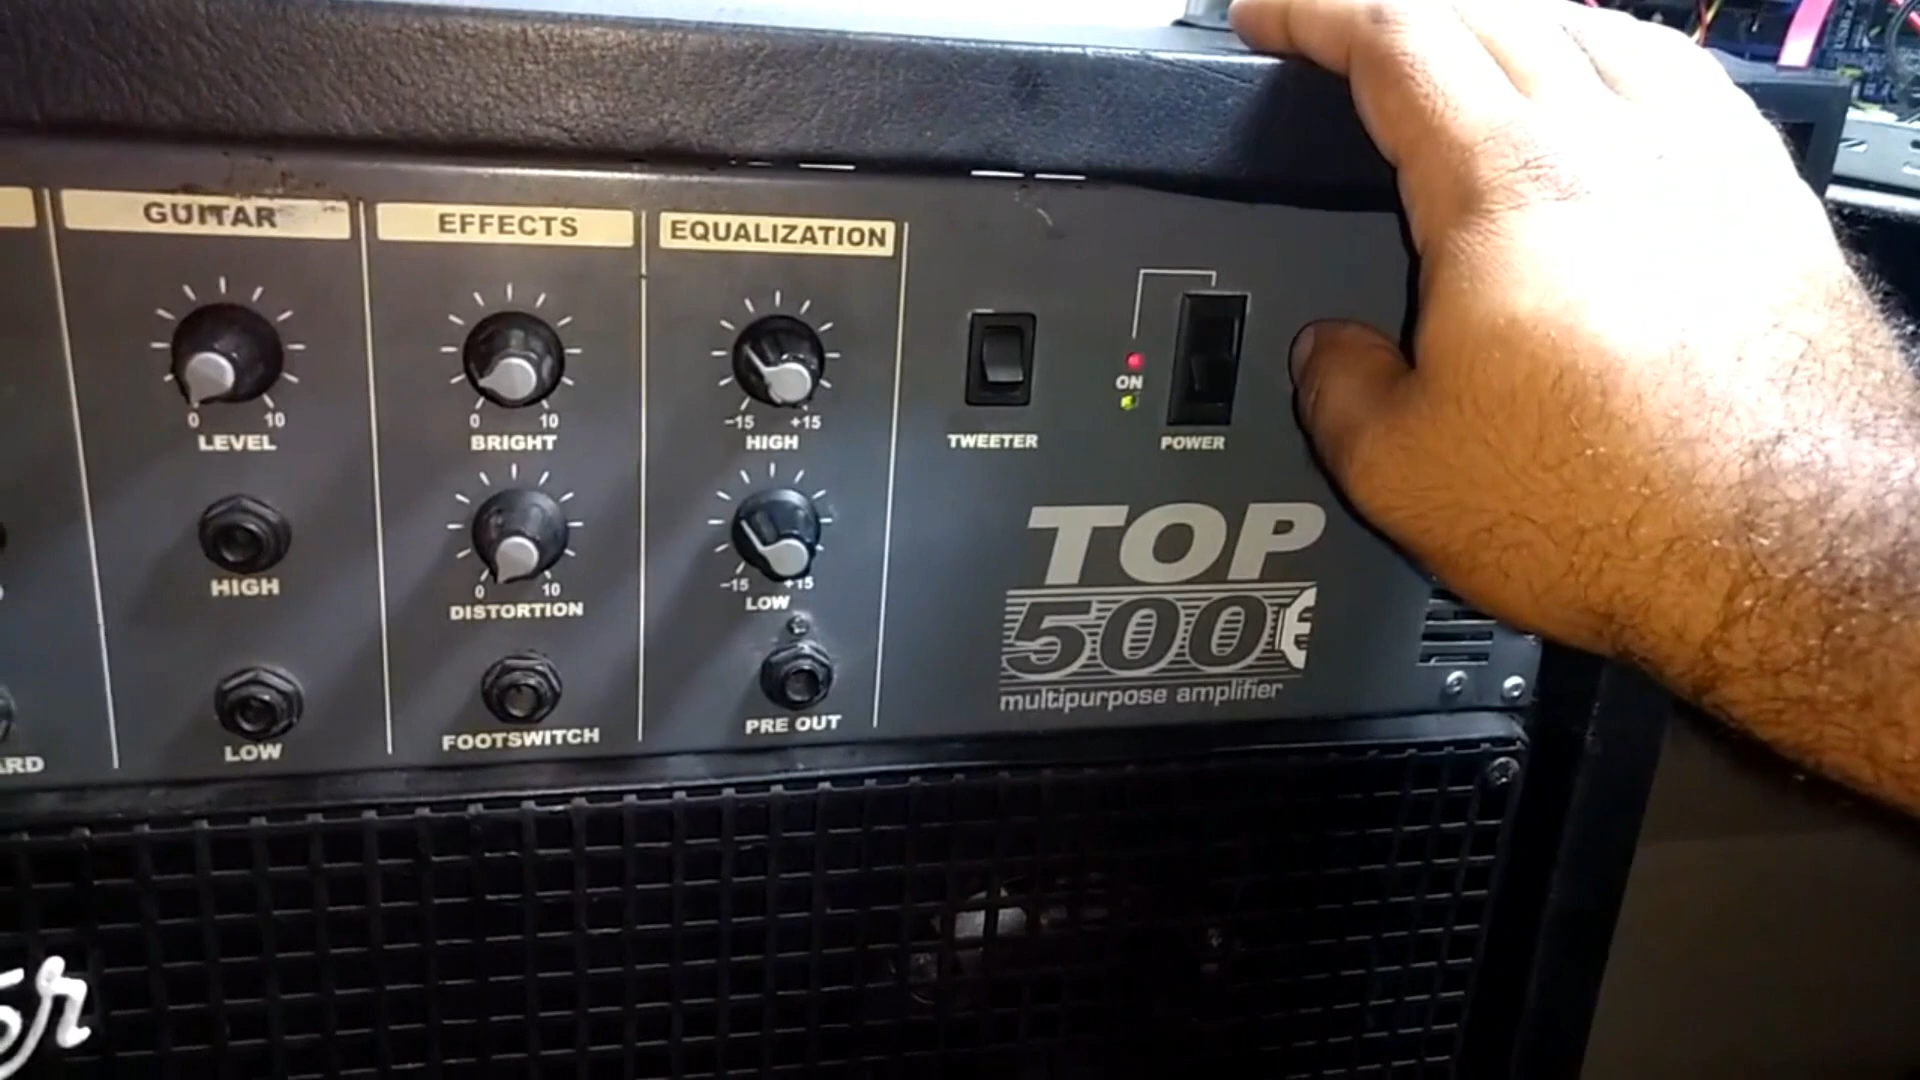 GUITAR
EFFECTS
EQUALIZATION
0 10
LEVEL
0 10
BRIGHT
-15 +15
HIGH
TWEETER
ON
POWER
HIGH
0 10
DISTORTION
-15 +15
LOW
TOP
500
multipurpose amplifier
LOW
FOOTSWITCH
PRE OUT